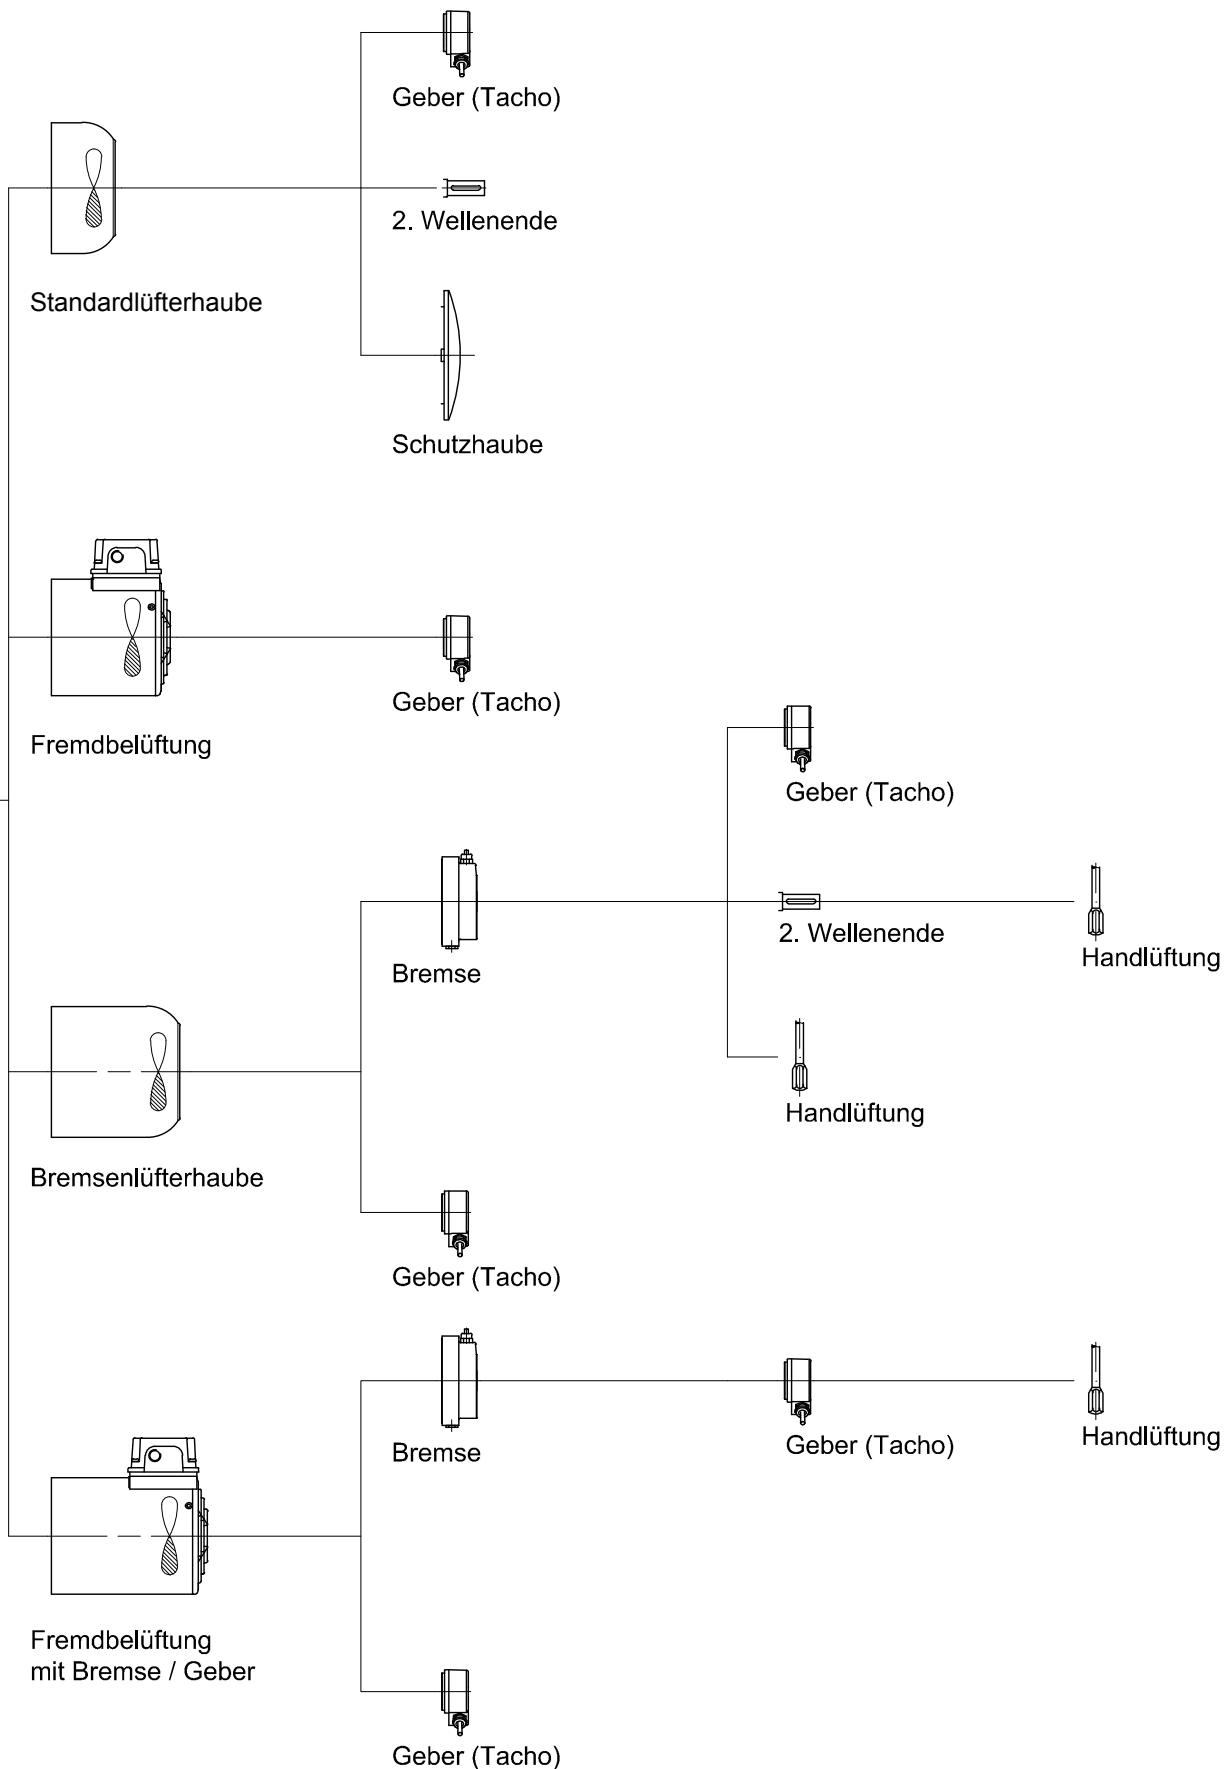 Geber (Tacho)
2. Wellenende
Standardlüfterhaube
Schutzhaube
Geber (Tacho)
Fremdbelüftung
Geber (Tacho)
2. Wellenende
Handlüftung
Bremse
Handlüftung
Bremsenlüfterhaube
Geber (Tacho)
Handlüftung
Geber (Tacho)
Bremse
Fremdbelüftung
mit Bremse / Geber
Geber (Tacho)